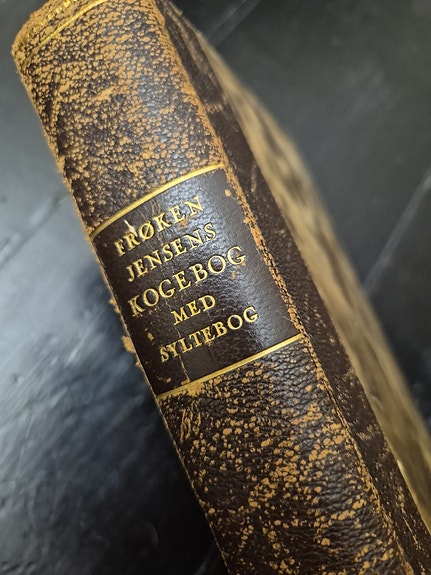 FRØKEN
JENSENS
KOGEBOG
MED
SYLTEBOG